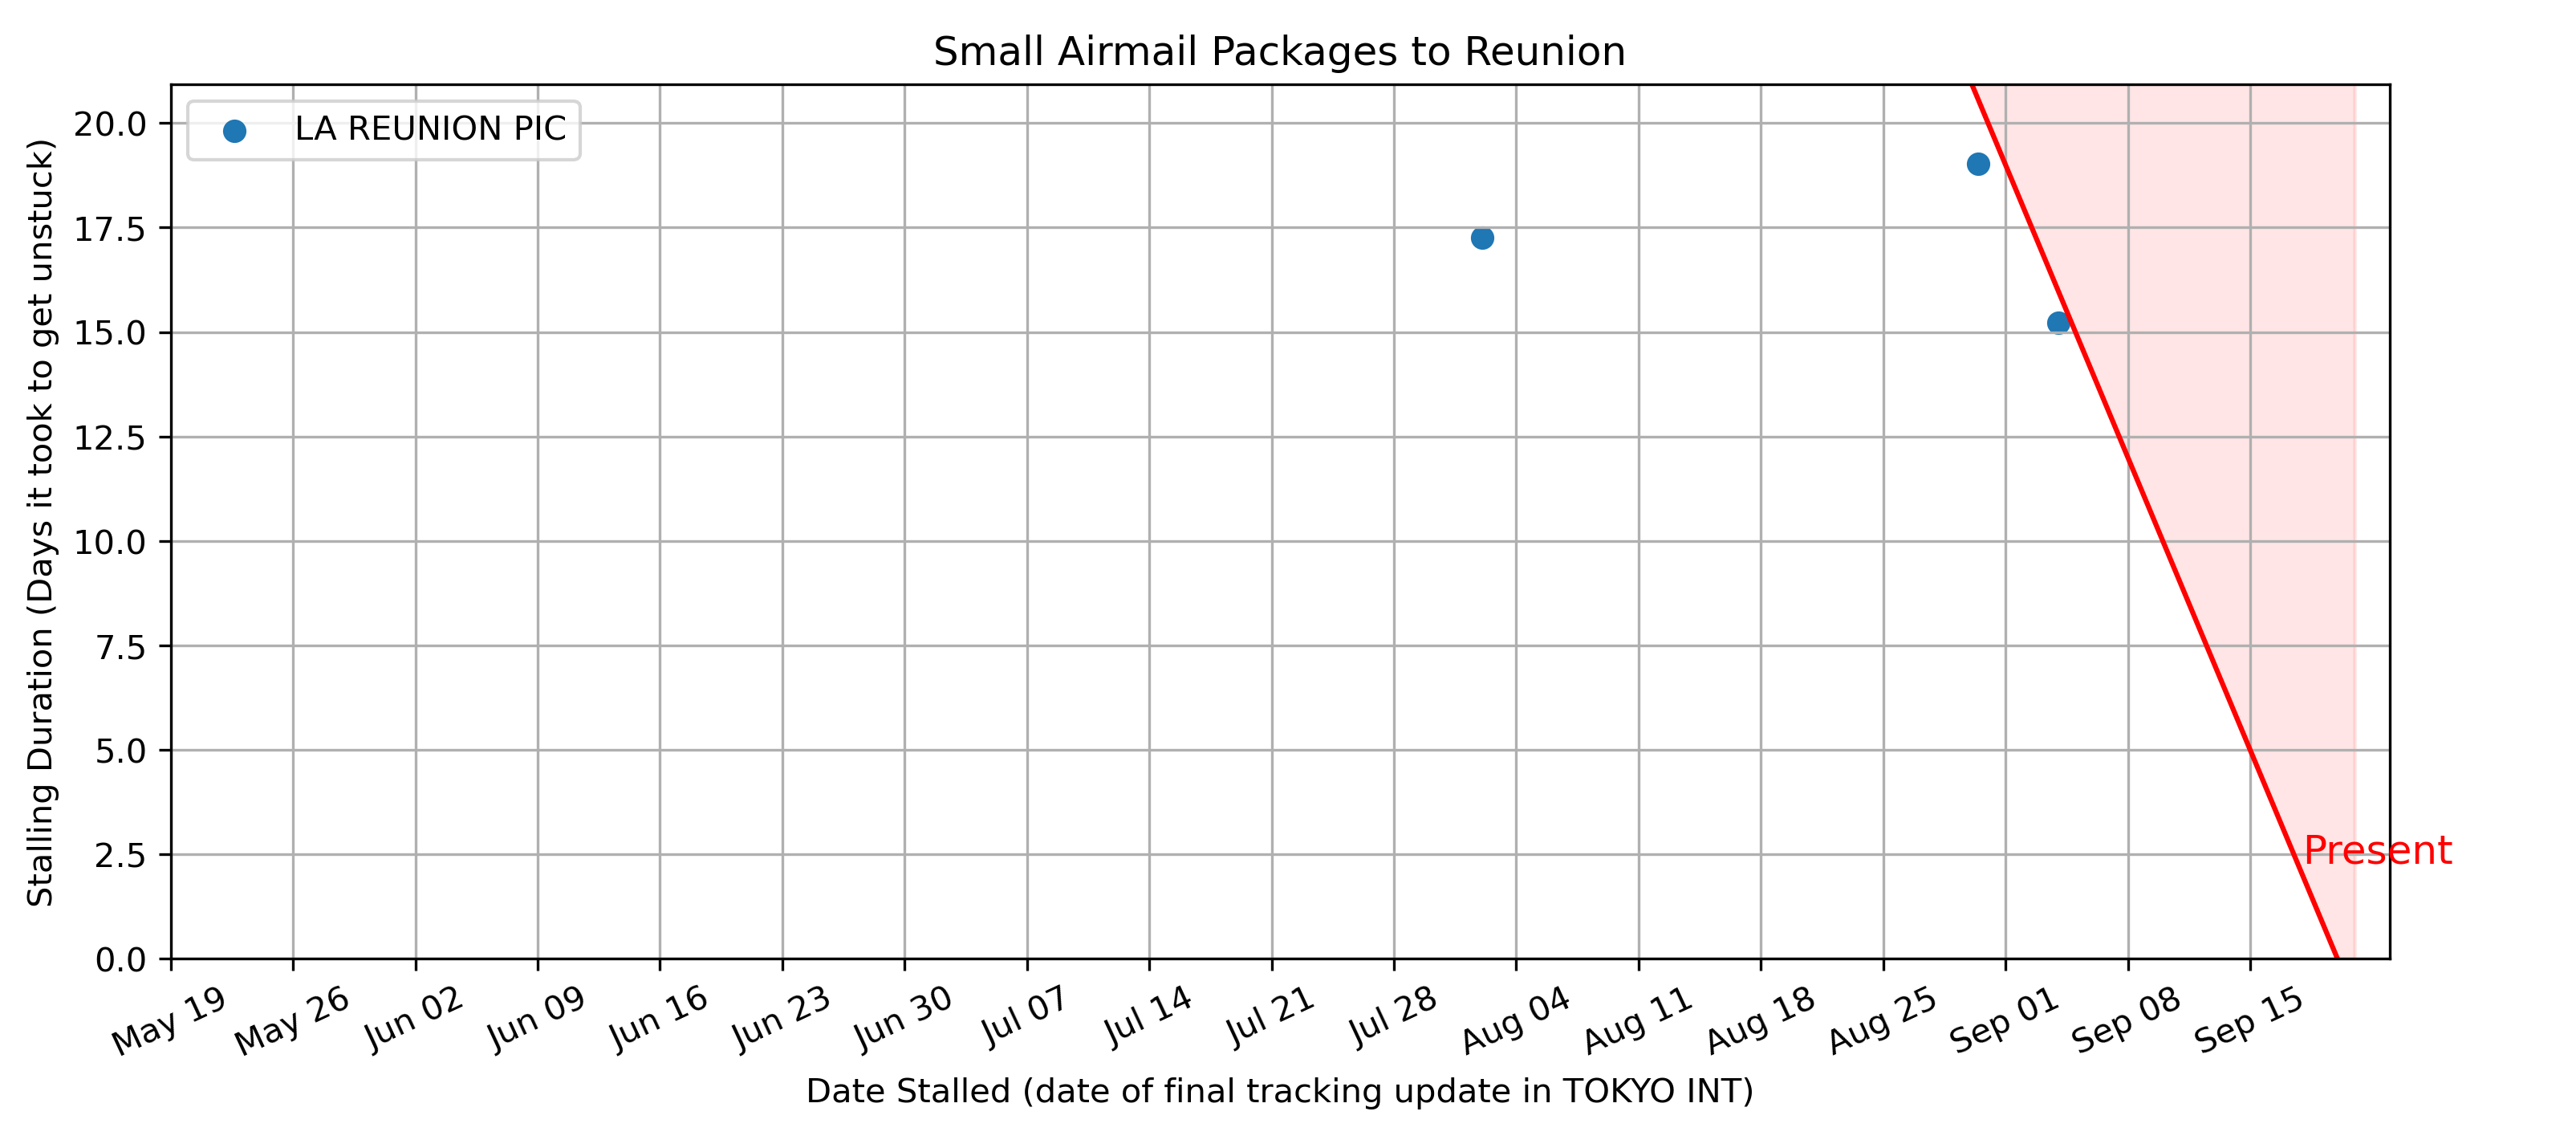 Small Airmail Packages to Reunion
LA REUNION PIC
Stalling Duration (Days it took to get unstuck)
20.0
17.5
15.0
12.5
10.0
7.5
5.0
2.5
0.0
Present
May 19
May 26
Jun 02
Jun 09
Jun 16
Jun 23
Jun 30
Jul 07
Jul 14
Jul 21
Jul 28
Aug 04
Aug 11
Aug 18
Aug 25
Sep 01
Sep 08
Sep 15
Date Stalled (date of final tracking update in TOKYO INT)